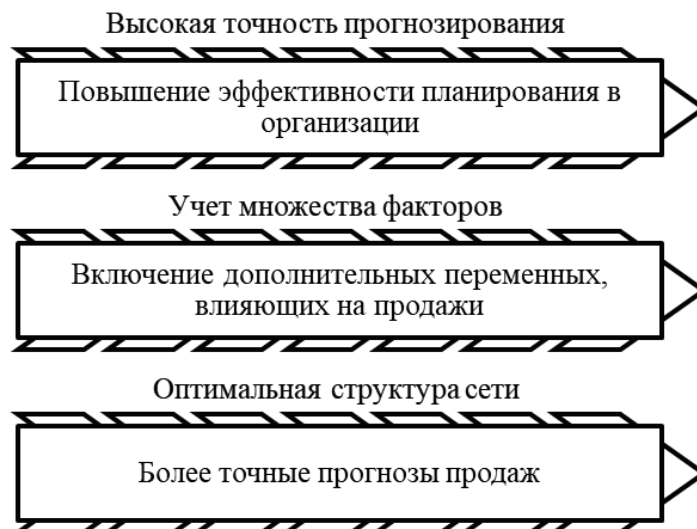 Высокая точность прогнозирования
Повышение эффективности планирования в
организации
Учет множества факторов
Включение дополнительных переменных,
влияющих на продажи
Оптимальная структура сети
Более точные прогнозы продаж